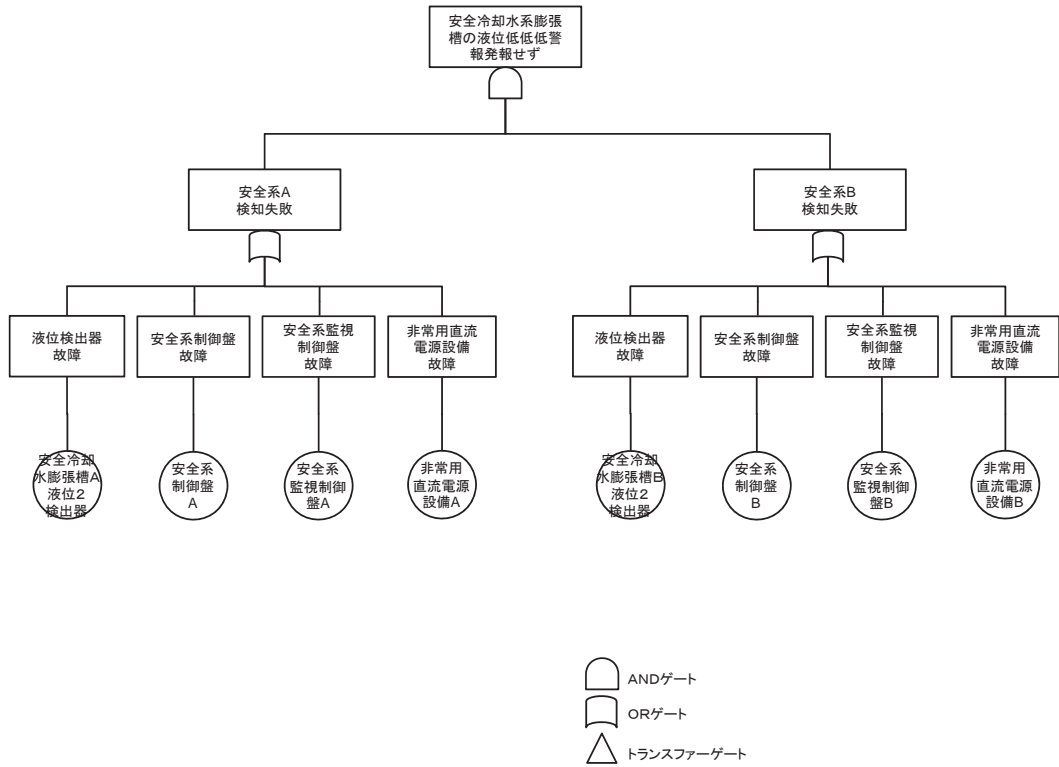 安全冷却水系膨張
槽の液位低低低警
報発報せず
安全系A
検知失敗
安全系B
検知失敗
液位検出器
故障
安全系制御盤
故障
安全系監視
制御盤
故障
非常用直流
電源設備
故障
液位検出器
故障
安全系制御盤
故障
安全系監視
制御盤
故障
非常用直流
電源設備
故障
安全冷却
水膨張槽A
液位2
検出器
安全系
制御盤
A
安全系
監視制御
盤A
非常用
直流電源
設備A
安全冷却
水膨張槽B
液位2
検出器
安全系
制御盤
B
安全系
監視制御
盤B
非常用
直流電源
設備B
ANDゲート
ORゲート
トランスファーゲート